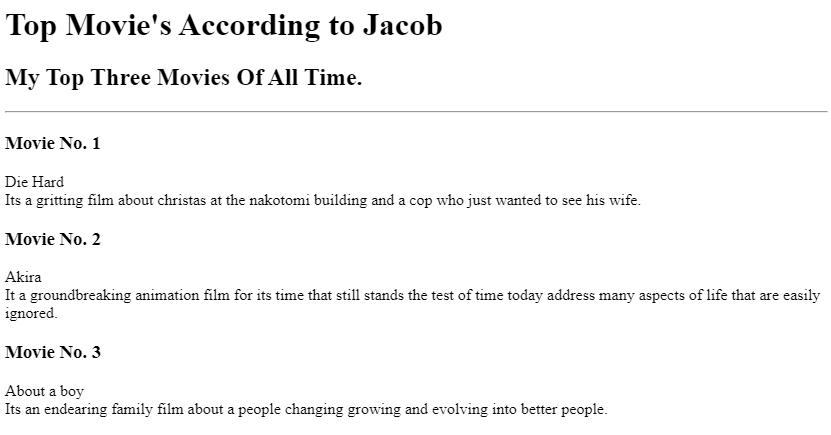 Top Movie's According to Jacob
My Top Three Movies Of All Time.
Movie No. 1
Die Hard
Its a gritting film about christas at the nakotomi building and a cop who just wanted to see his wife.
Movie No. 2
Akira
It a groundbreaking animation film for its time that still stands the test of time today address many aspects of life that are easily
ignored.
Movie No. 3
About a boy
Its an endearing family film about a people changing growing and evolving into better people.